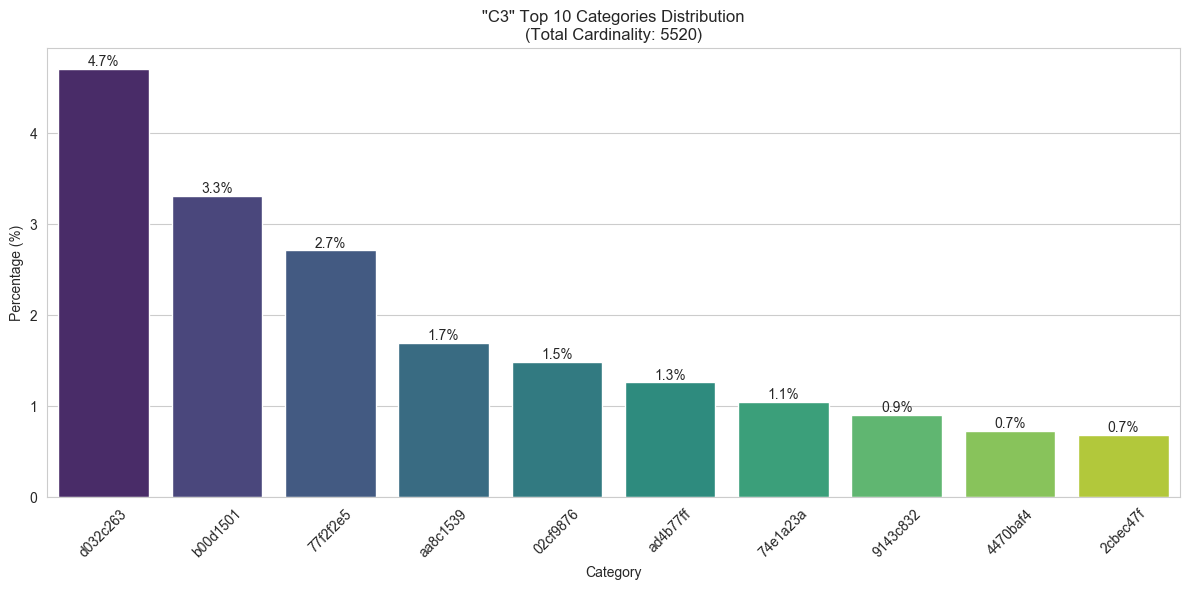 "C3" Top 10 Categories Distribution
(Total Cardinality: 5520)
Percentage (%)
4
3
2
1
0
4.7%
3.3%
2.7%
1.7%
1.5%
1.3%
1.1%
0.9%
0.7%
0.7%
d032c263
b00d1501
77f2f2e5
aa8c1539
02cf9876
ad4b77ff
74e1a23a
9143c832
4470baf4
2cbec47f
Category